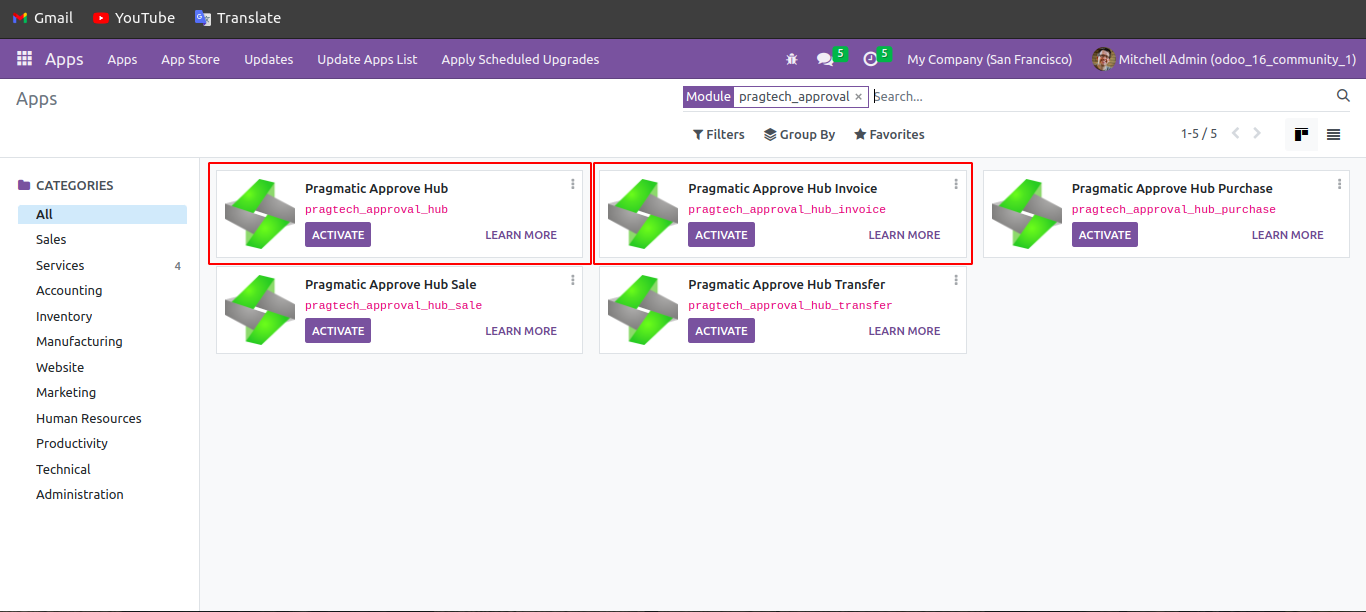 Gmail YouTube Translate
Apps Apps App Store Updates Update Apps List Apply Scheduled Upgrades 5 5 My Company (San Francisco) Mitchell Admin (odoo_16_community_1)
Apps Module pragtech_approval × Search...
Filters Group By Favorites 1-5 / 5
CATEGORIES
All
Sales
Services 4
Accounting
Inventory
Manufacturing
Website
Marketing
Human Resources
Productivity
Technical
Administration
Pragmatic Approve Hub
pragtech_approval_hub
ACTIVATE LEARN MORE
Pragmatic Approve Hub Invoice
pragtech_approval_hub_invoice
ACTIVATE LEARN MORE
Pragmatic Approve Hub Purchase
pragtech_approval_hub_purchase
ACTIVATE LEARN MORE
Pragmatic Approve Hub Sale
pragtech_approval_hub_sale
ACTIVATE LEARN MORE
Pragmatic Approve Hub Transfer
pragtech_approval_hub_transfer
ACTIVATE LEARN MORE